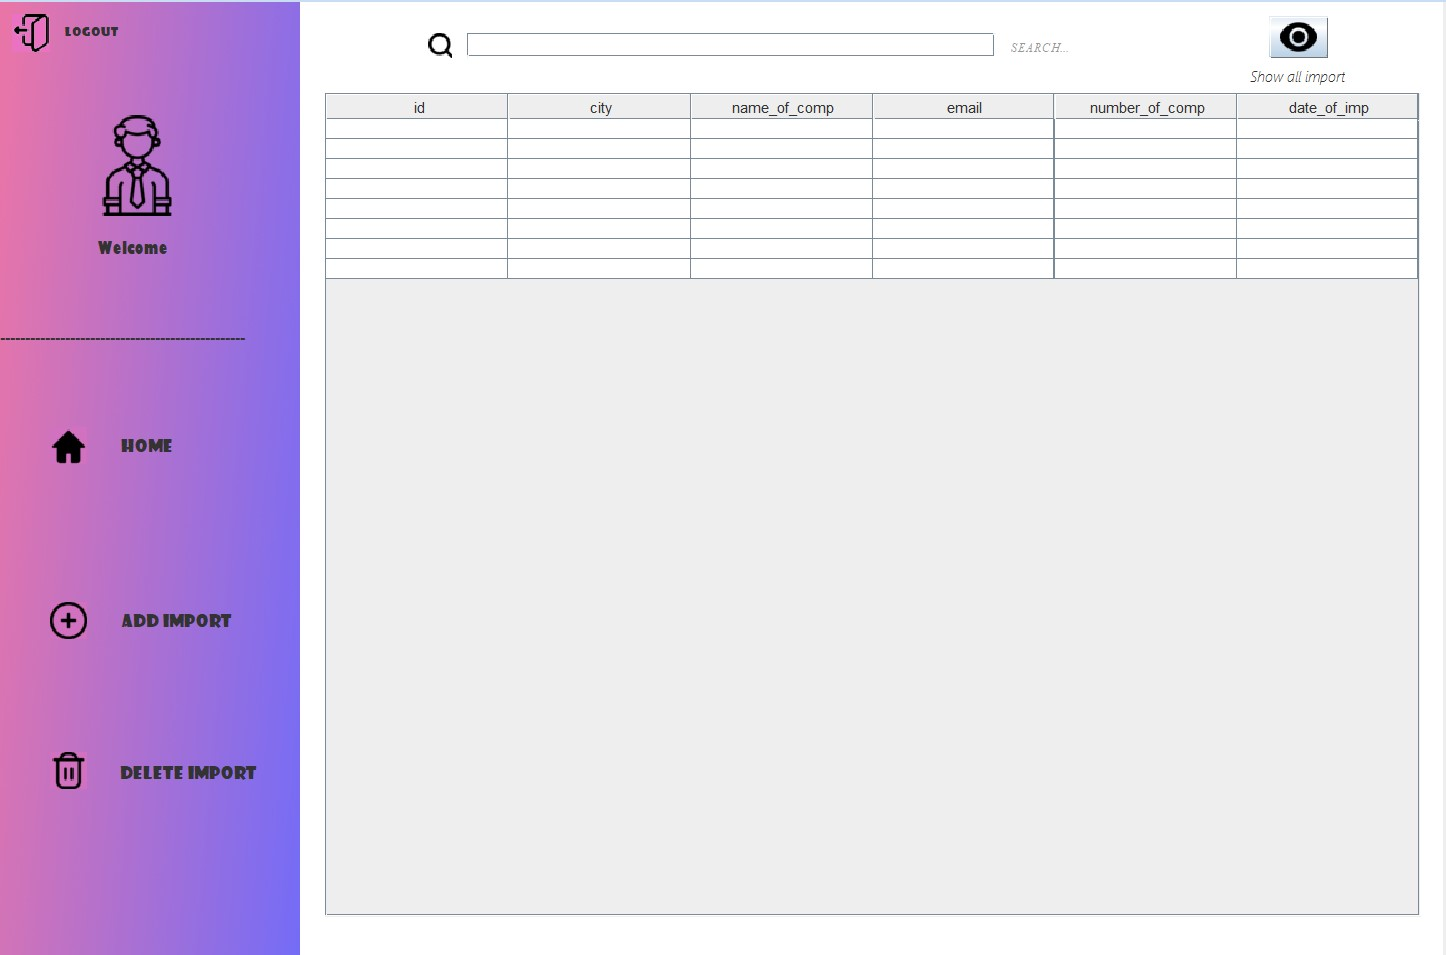 LOGOUT
SEARCH...
Show all import
id city name_of_comp email number_of_comp date_of_imp
Welcome
-------------------------------------------------
HOME
ADD IMPORT
DELETE IMPORT